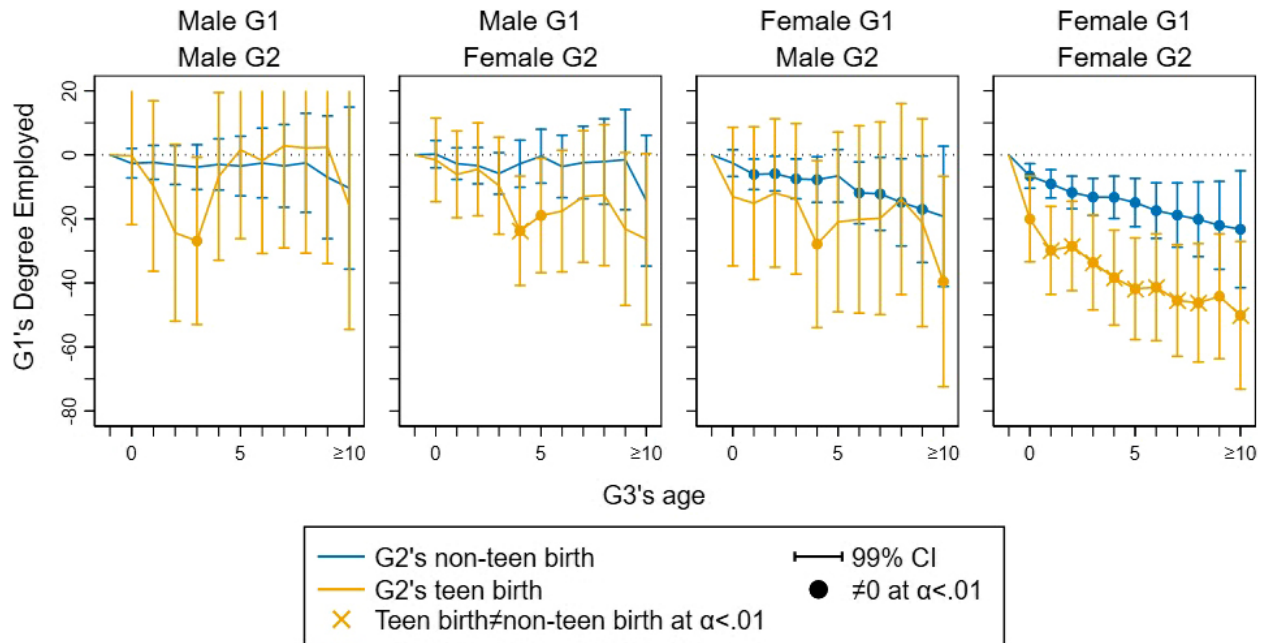 Male G1
Male G2
Male G1
Female G2
Female G1
Male G2
Female G1
Female G2
G1's Degree Employed
20
0
-20
-40
-60
-80
0 5 ≥10
0 5 ≥10
0 5 ≥10
0 5 ≥10
G3's age
G2's non-teen birth
G2's teen birth
Teen birth≠non-teen birth at α<.01
99% CI
≠0 at α<.01